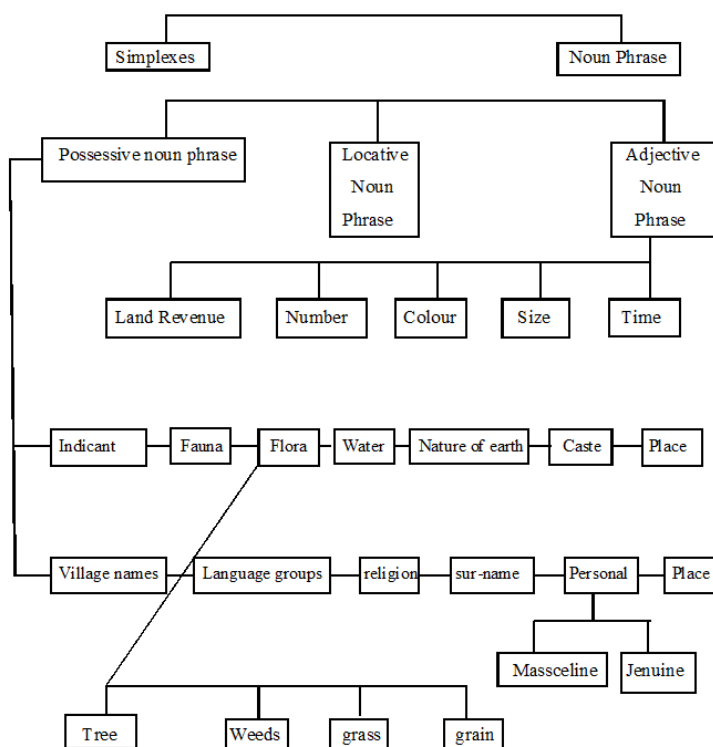 Simplexes
Noun Phrase
Possessive noun phrase
Locative
Noun
Phrase
Adjective
Noun
Phrase
Land Revenue
Number
Colour
Size
Time
Indicant
Fauna
Flora
Water
Nature of earth
Caste
Place
Village names
Language groups
religion
sur-name
Personal
Place
Massceline
Jenuine
Tree
Weeds
grass
grain